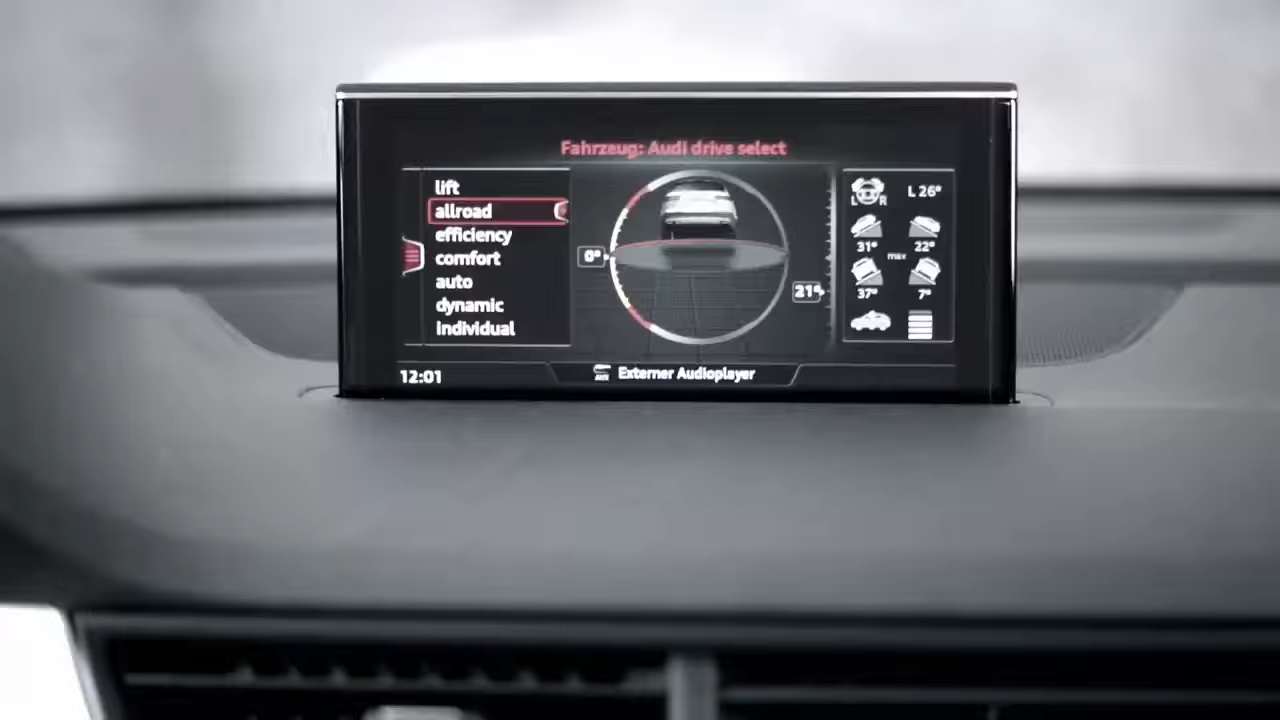 Fahrzeug: Audi drive select
lift
allroad
efficiency
comfort
auto
dynamic
individual
0°
21°
L R
L 26°
31°
22°
max
37°
7°
12:01
Externer Audioplayer